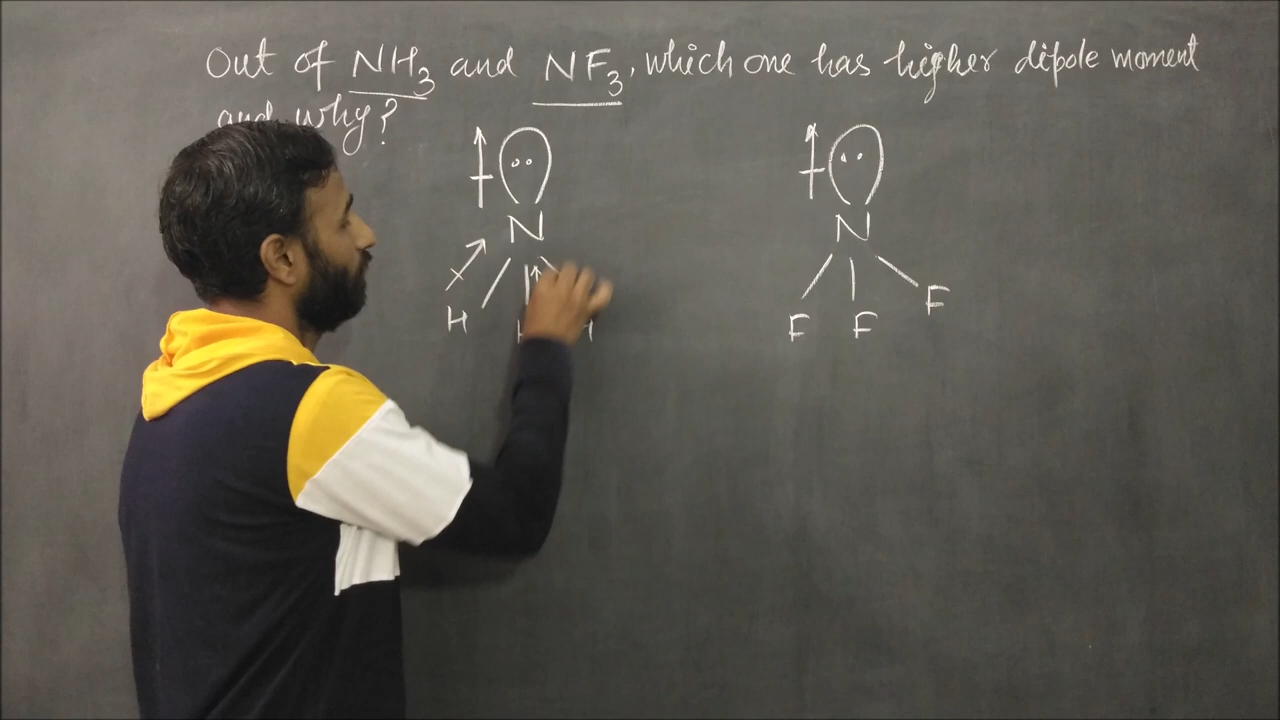 Out of NH3 and NF3, which one has higher dipole moment
and why?
N N
H H H F F F